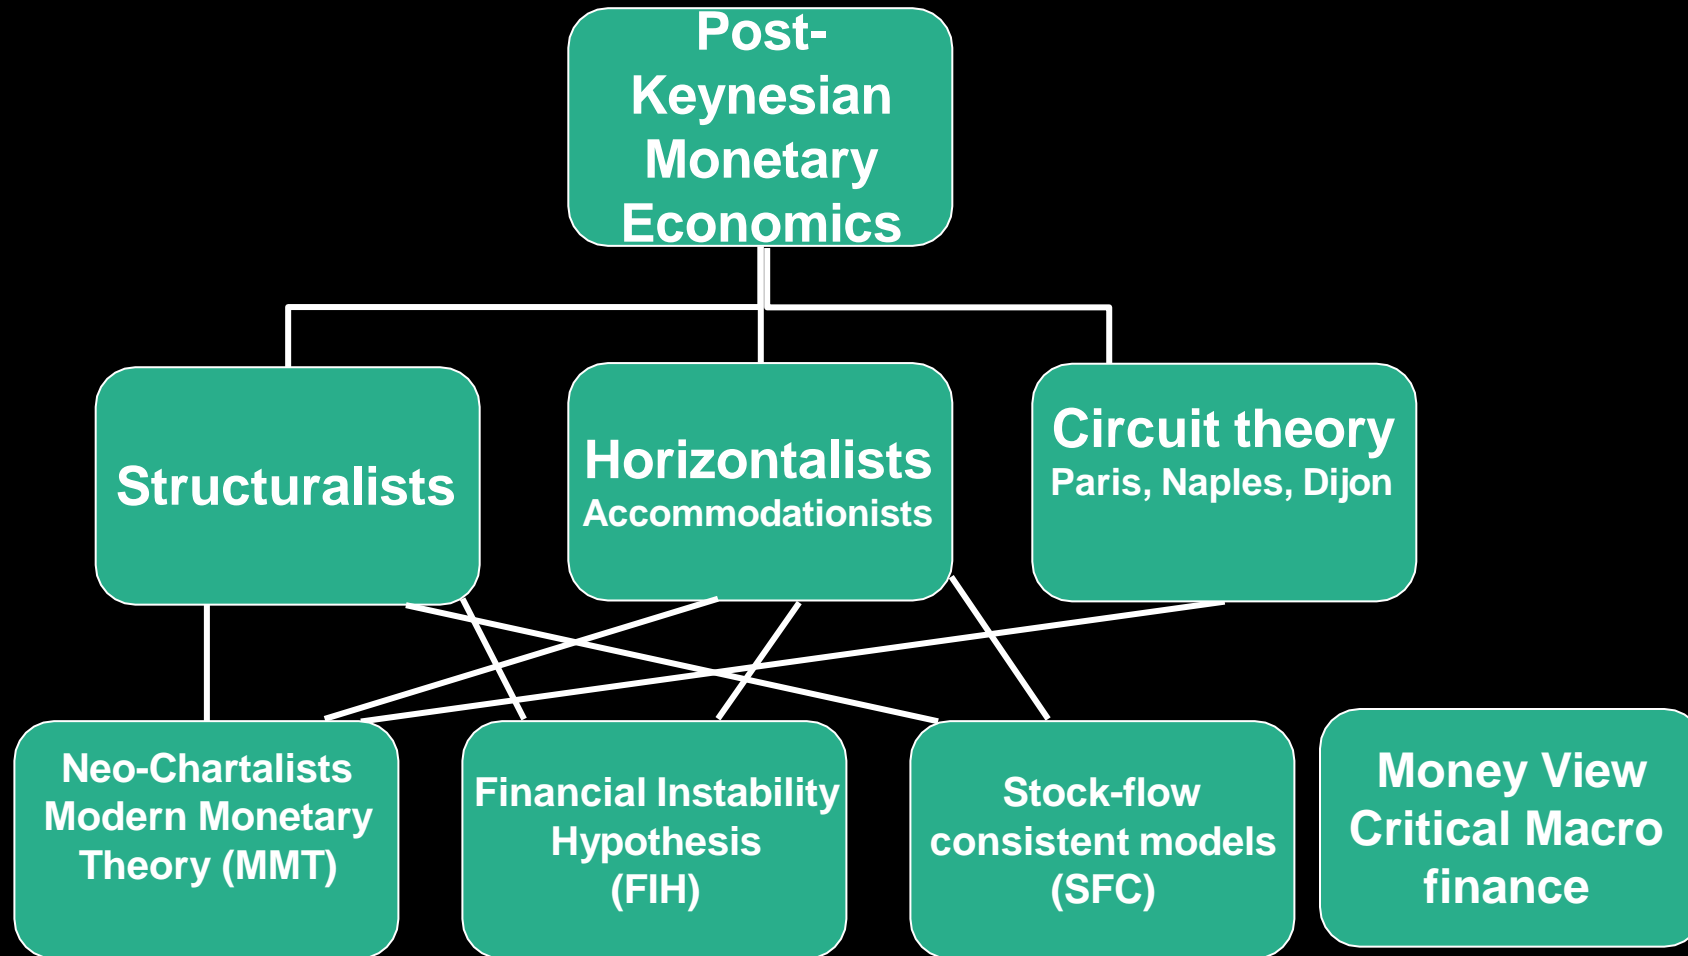 Post-
Keynesian
Monetary
Economics
Structuralists
Horizontalists
Accommodationists
Circuit theory
Paris, Naples, Dijon
Neo-Chartalists
Modern Monetary
Theory (MMT)
Financial Instability
Hypothesis
(FIH)
Stock-flow
consistent models
(SFC)
Money View
Critical Macro
finance